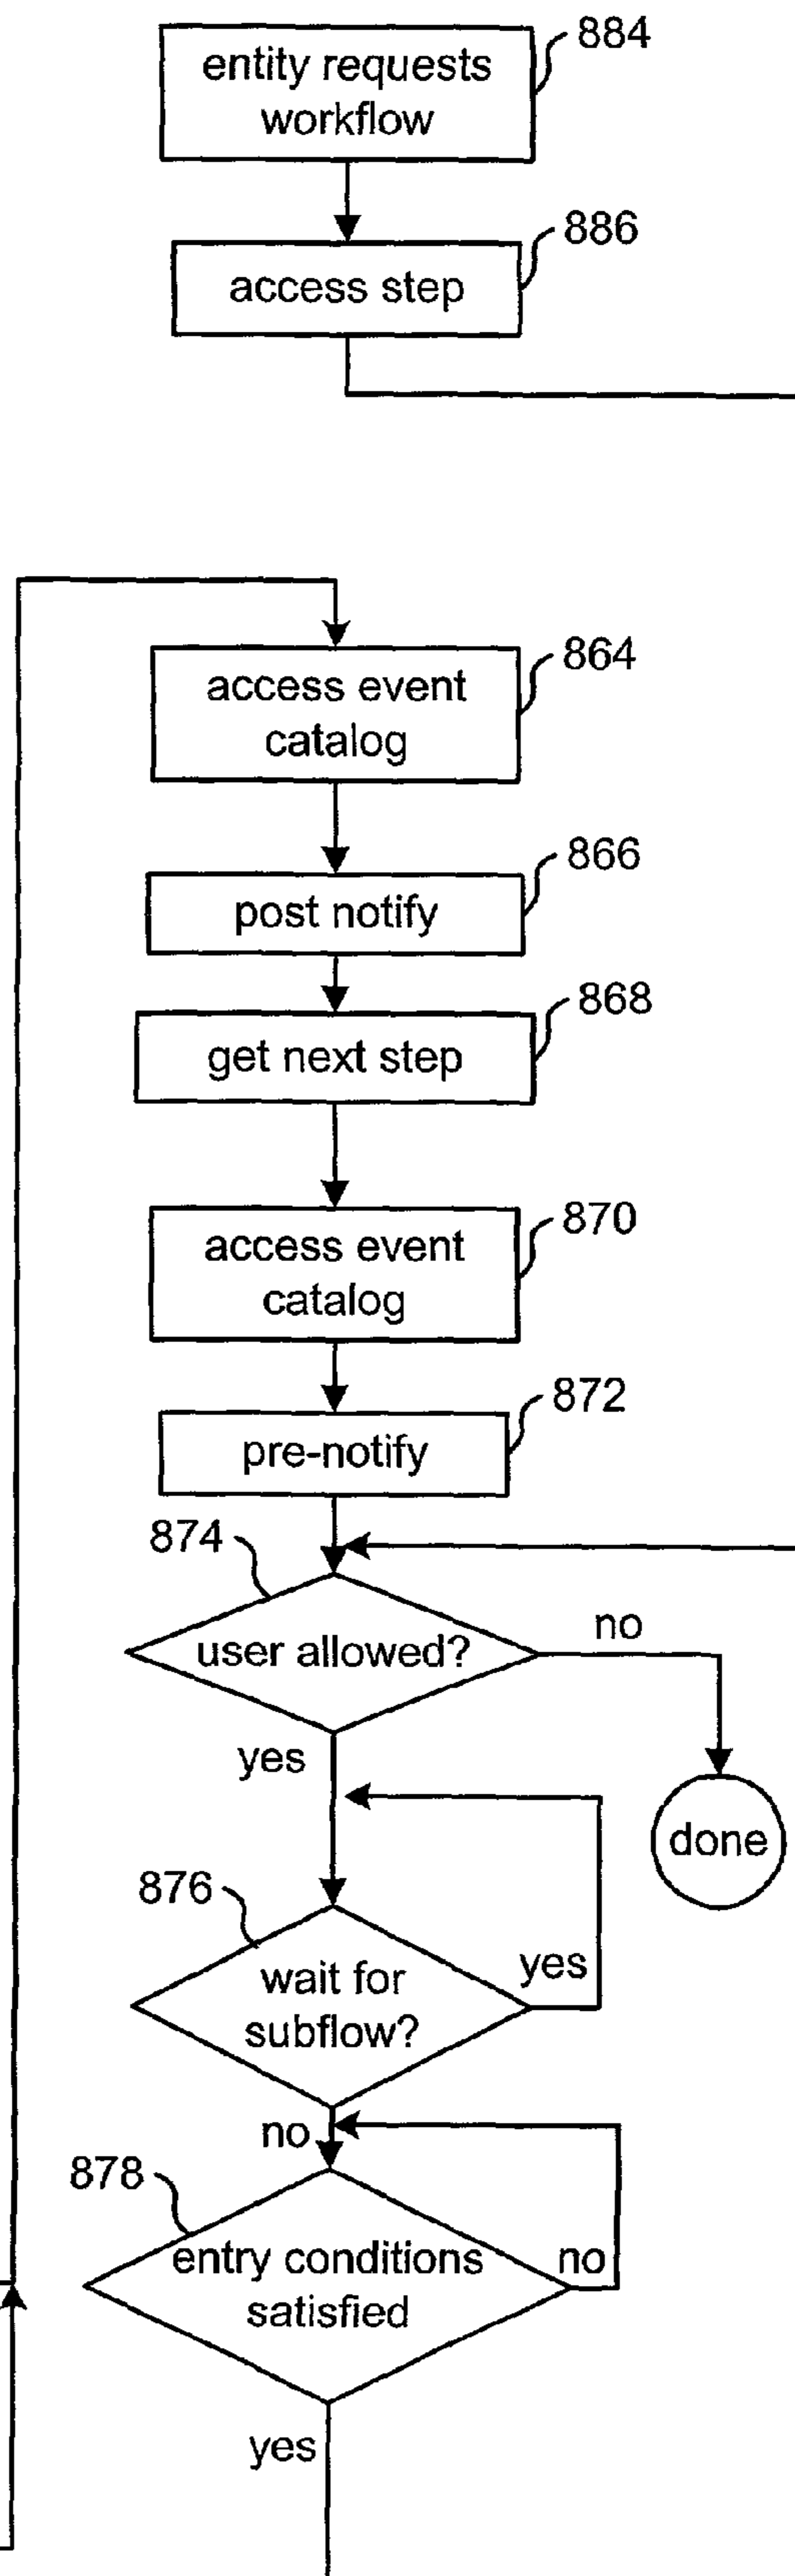 884
entity requests
workflow
886
access step
864
access event
catalog
866
post notify
868
get next step
870
access event
catalog
872
pre-notify
874
user allowed?
no
yes
done
876
wait for
subflow?
yes
no
878
entry conditions
satisfied
no
yes